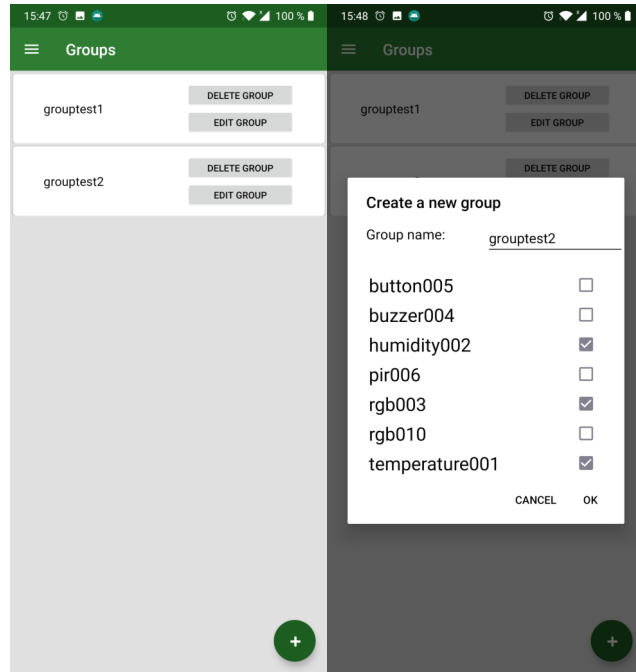 15:47 100 %
Groups
grouptest1
DELETE GROUP
EDIT GROUP
grouptest2
DELETE GROUP
EDIT GROUP
+
15:48 100 %
Groups
grouptest1
DELETE GROUP
EDIT GROUP
DELETE GROUP
Create a new group
Group name: grouptest2
button005
buzzer004
humidity002
pir006
rgb003
rgb010
temperature001
CANCEL OK
+